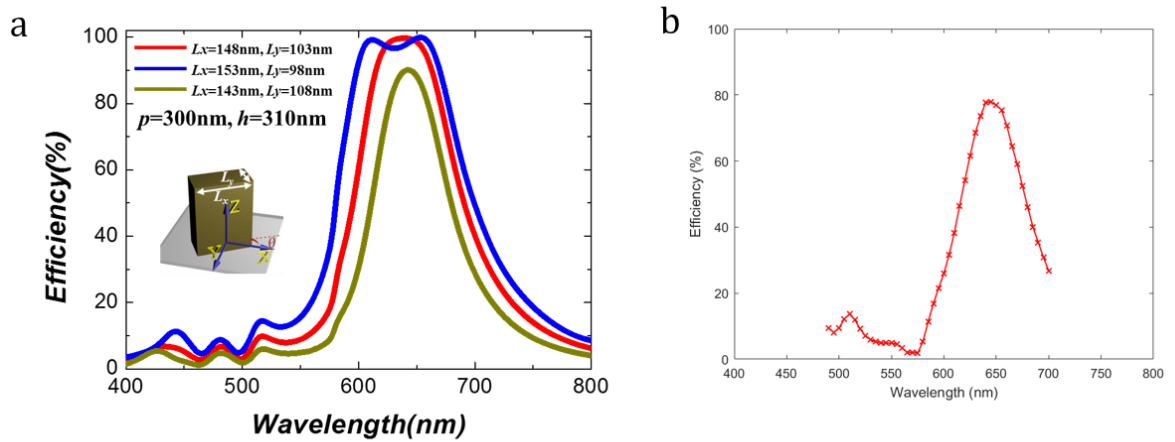 a
Efficiency(%)
100
80
60
40
20
0
Lx=148nm, Ly=103nm
Lx=153nm, Ly=98nm
Lx=143nm, Ly=108nm
p=300nm, h=310nm
Ly
Lx
Z
Y
X
θ
400
500
600
700
800
Wavelength(nm)
b
Efficiency (%)
100
80
60
40
20
0
400
450
500
550
600
650
700
750
800
Wavelength (nm)